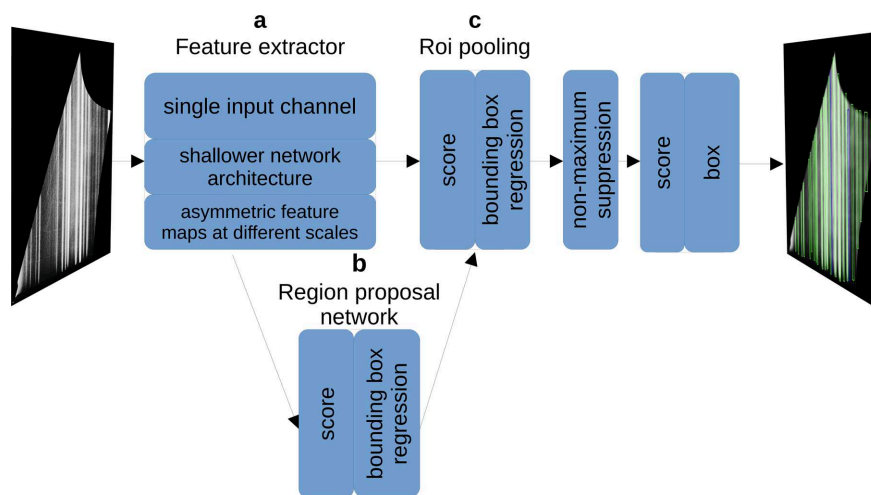 a
Feature extractor
single input channel
shallower network
architecture
asymmetric feature
maps at different scales
b
Region proposal
network
score
bounding box
regression
c
Roi pooling
score
bounding box
regression
non-maximum
suppression
score
box